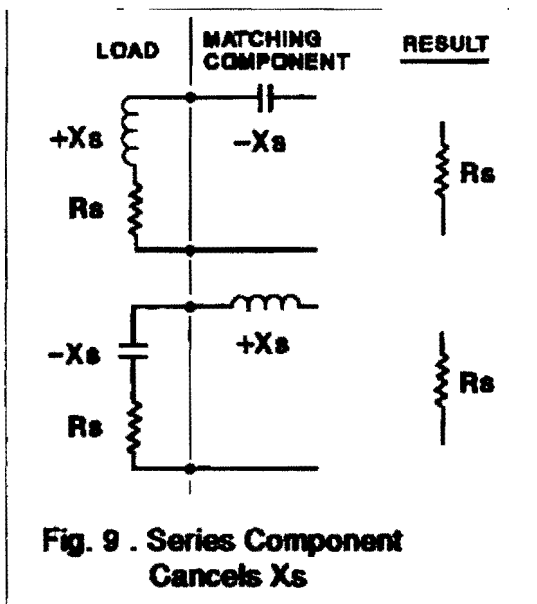 LOAD
MATCHING
COMPONENT
RESULT
+Xs
-Xs
Rs
Rs
-Xs
+Xs
Rs
Rs
Fig. 9 . Series Component
Cancels Xs